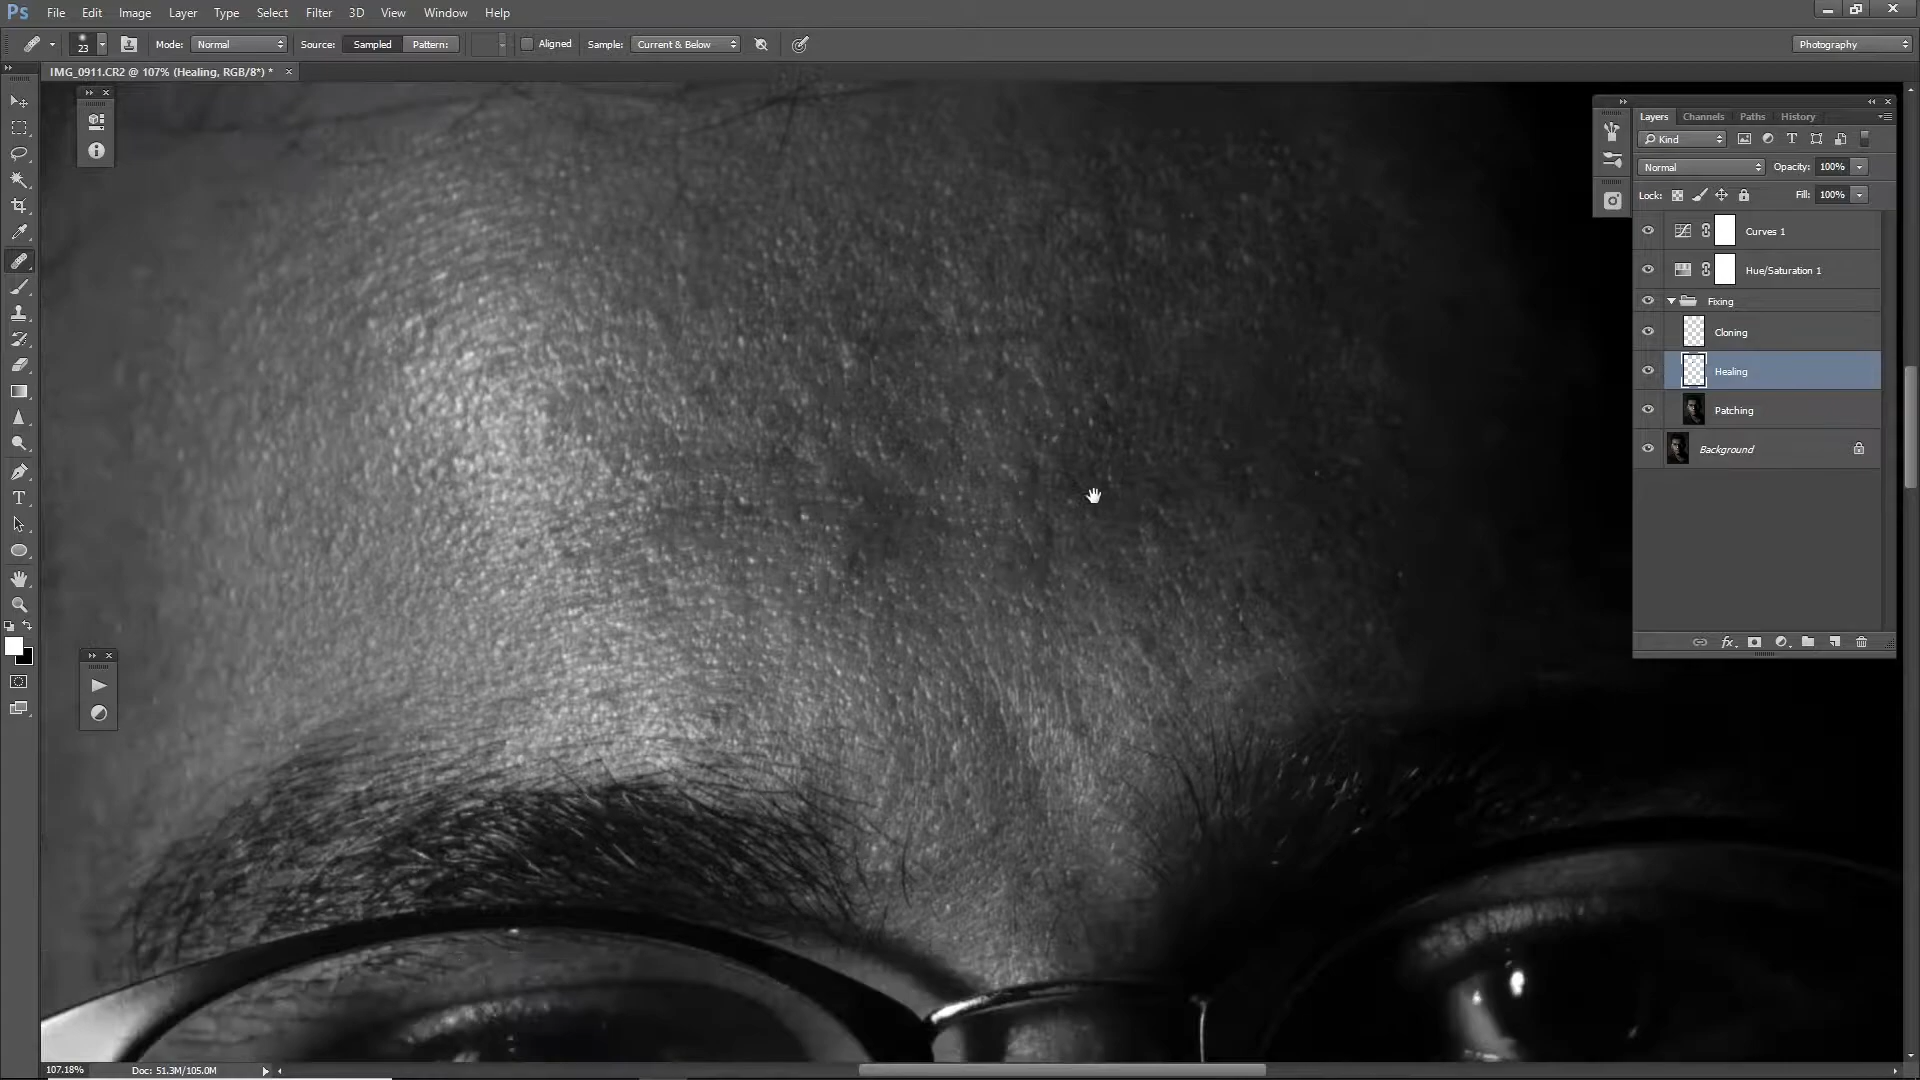 Ps File Edit Image Layer Type Select Filter 3D View Window Help
23 Mode: Normal Source: Sampled Pattern: Aligned Sample: Current & Below Photography
IMG_0911.CR2 @ 107% (Healing, RGB/8*) * ×
Layers Channels Paths History
Kind T
Normal Opacity: 100%
Lock: Fill: 100%
Curves 1
Hue/Saturation 1
Fixing
Cloning
Healing
Patching
Background
T
fx
107.18% Doc: 51.3M/105.0M